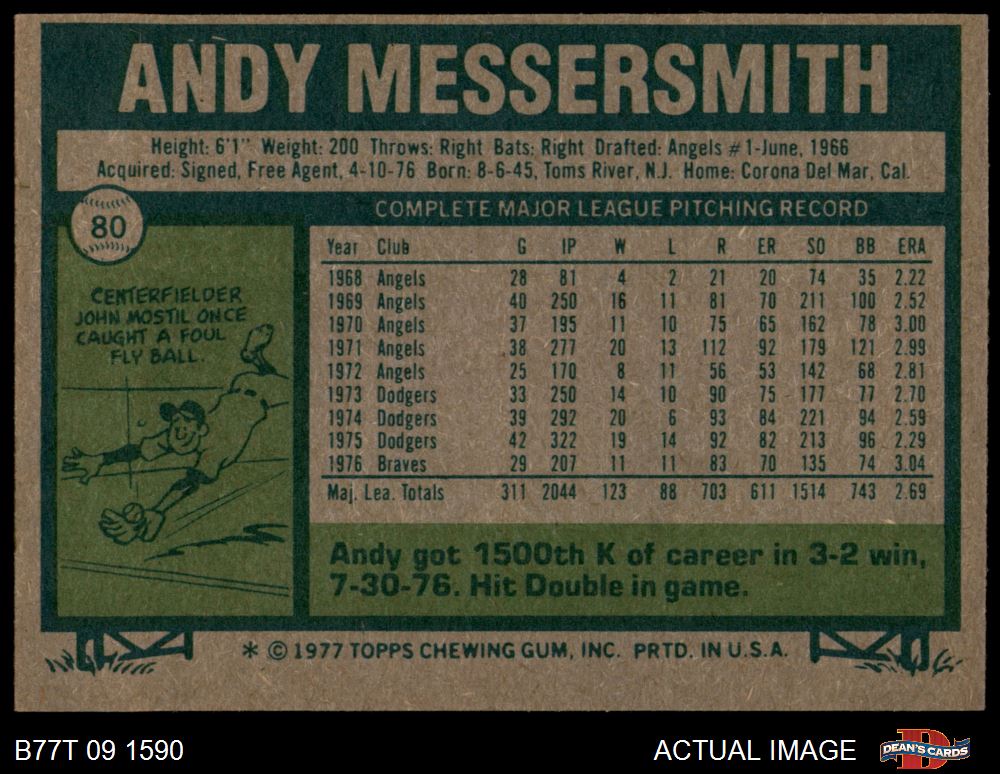 ANDY MESSERSMITH
Height: 6'1" Weight: 200 Throws: Right Bats: Right Drafted: Angels #1-June, 1966
Acquired: Signed, Free Agent, 4-10-76 Born: 8-6-45, Toms River, N.J. Home: Corona Del Mar, Cal.
80
COMPLETE MAJOR LEAGUE PITCHING RECORD
CENTERFIELDER
JOHN MOSTIL ONCE
CAUGHT A FOUL
FLY BALL.
Year Club G IP W L R ER SO BB ERA
1968 Angels 28 81 4 2 21 20 74 35 2.22
1969 Angels 40 250 16 11 81 70 211 100 2.52
1970 Angels 37 195 11 10 75 65 162 78 3.00
1971 Angels 38 277 20 13 112 92 179 121 2.99
1972 Angels 25 170 8 11 56 53 142 68 2.81
1973 Dodgers 33 250 14 10 90 75 177 77 2.70
1974 Dodgers 39 292 20 6 93 84 221 94 2.59
1975 Dodgers 42 322 19 14 92 82 213 96 2.29
1976 Braves 29 207 11 11 83 70 135 74 3.04
Maj. Lea. Totals 311 2044 123 88 703 611 1514 743 2.69
Andy got 1500th K of career in 3-2 win,
7-30-76. Hit Double in game.
* © 1977 TOPPS CHEWING GUM, INC. PRTD. IN U.S.A.
B77T 09 1590
ACTUAL IMAGE
DEAN'S CARDS